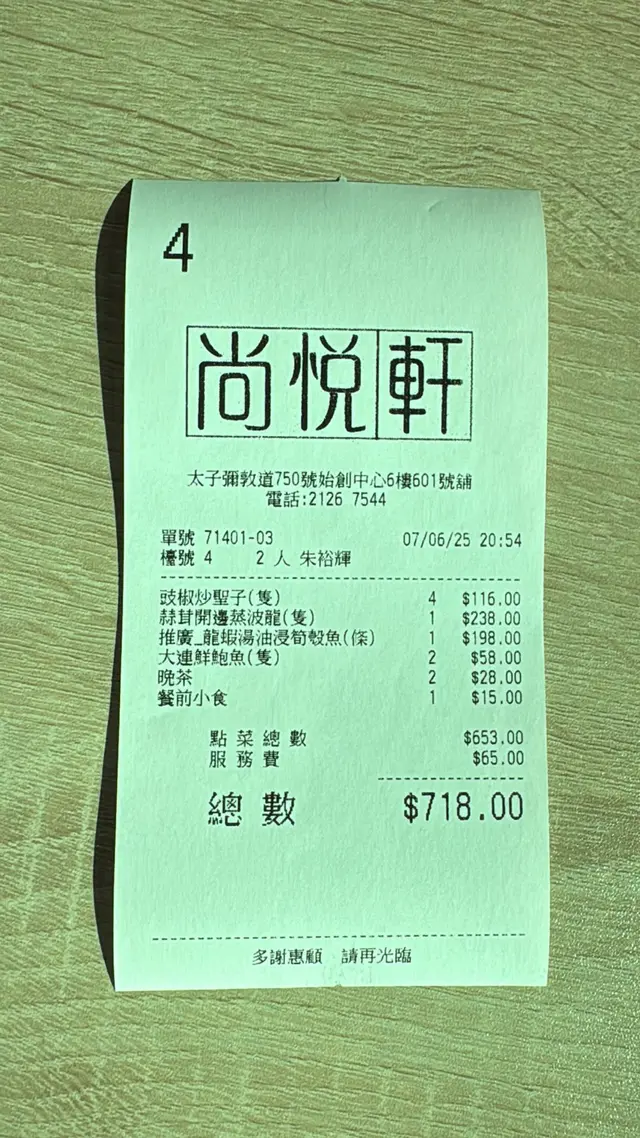 4
尚悦軒
太子彌敦道750號始創中心6樓601號舖
電話:2126 7544
單號 71401-03 07/06/25 20:54
檯號 4 2 人 朱裕輝
豉椒炒聖子(隻) 4 $116.00
蒜茸開邊蒸波龍(隻) 1 $238.00
推廣_龍蝦湯油浸筍殼魚(條) 1 $198.00
大連鮮鮑魚(隻) 2 $58.00
晚茶 2 $28.00
餐前小食 1 $15.00
點菜總數 $653.00
服務費 $65.00
總數 $718.00
多謝惠顧 請再光臨